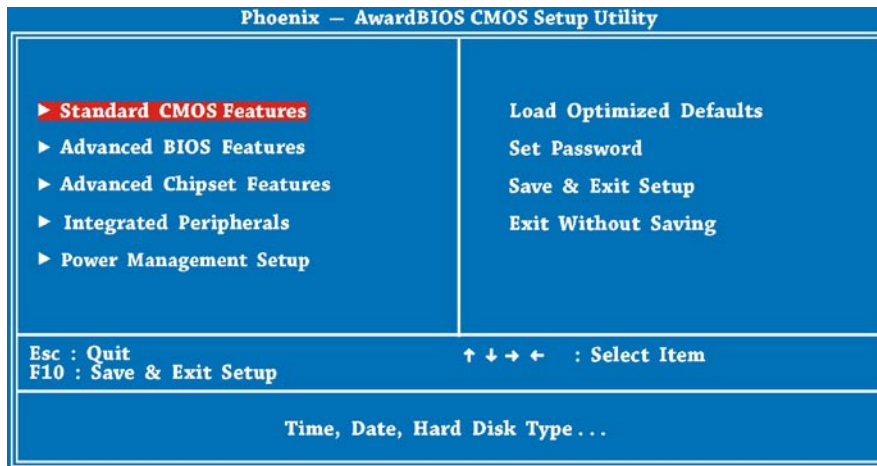 Phoenix — AwardBIOS CMOS Setup Utility
► Standard CMOS Features
► Advanced BIOS Features
► Advanced Chipset Features
► Integrated Peripherals
► Power Management Setup
Load Optimized Defaults
Set Password
Save & Exit Setup
Exit Without Saving
Esc : Quit
F10 : Save & Exit Setup
↑ ↓ → ← : Select Item
Time, Date, Hard Disk Type . . .